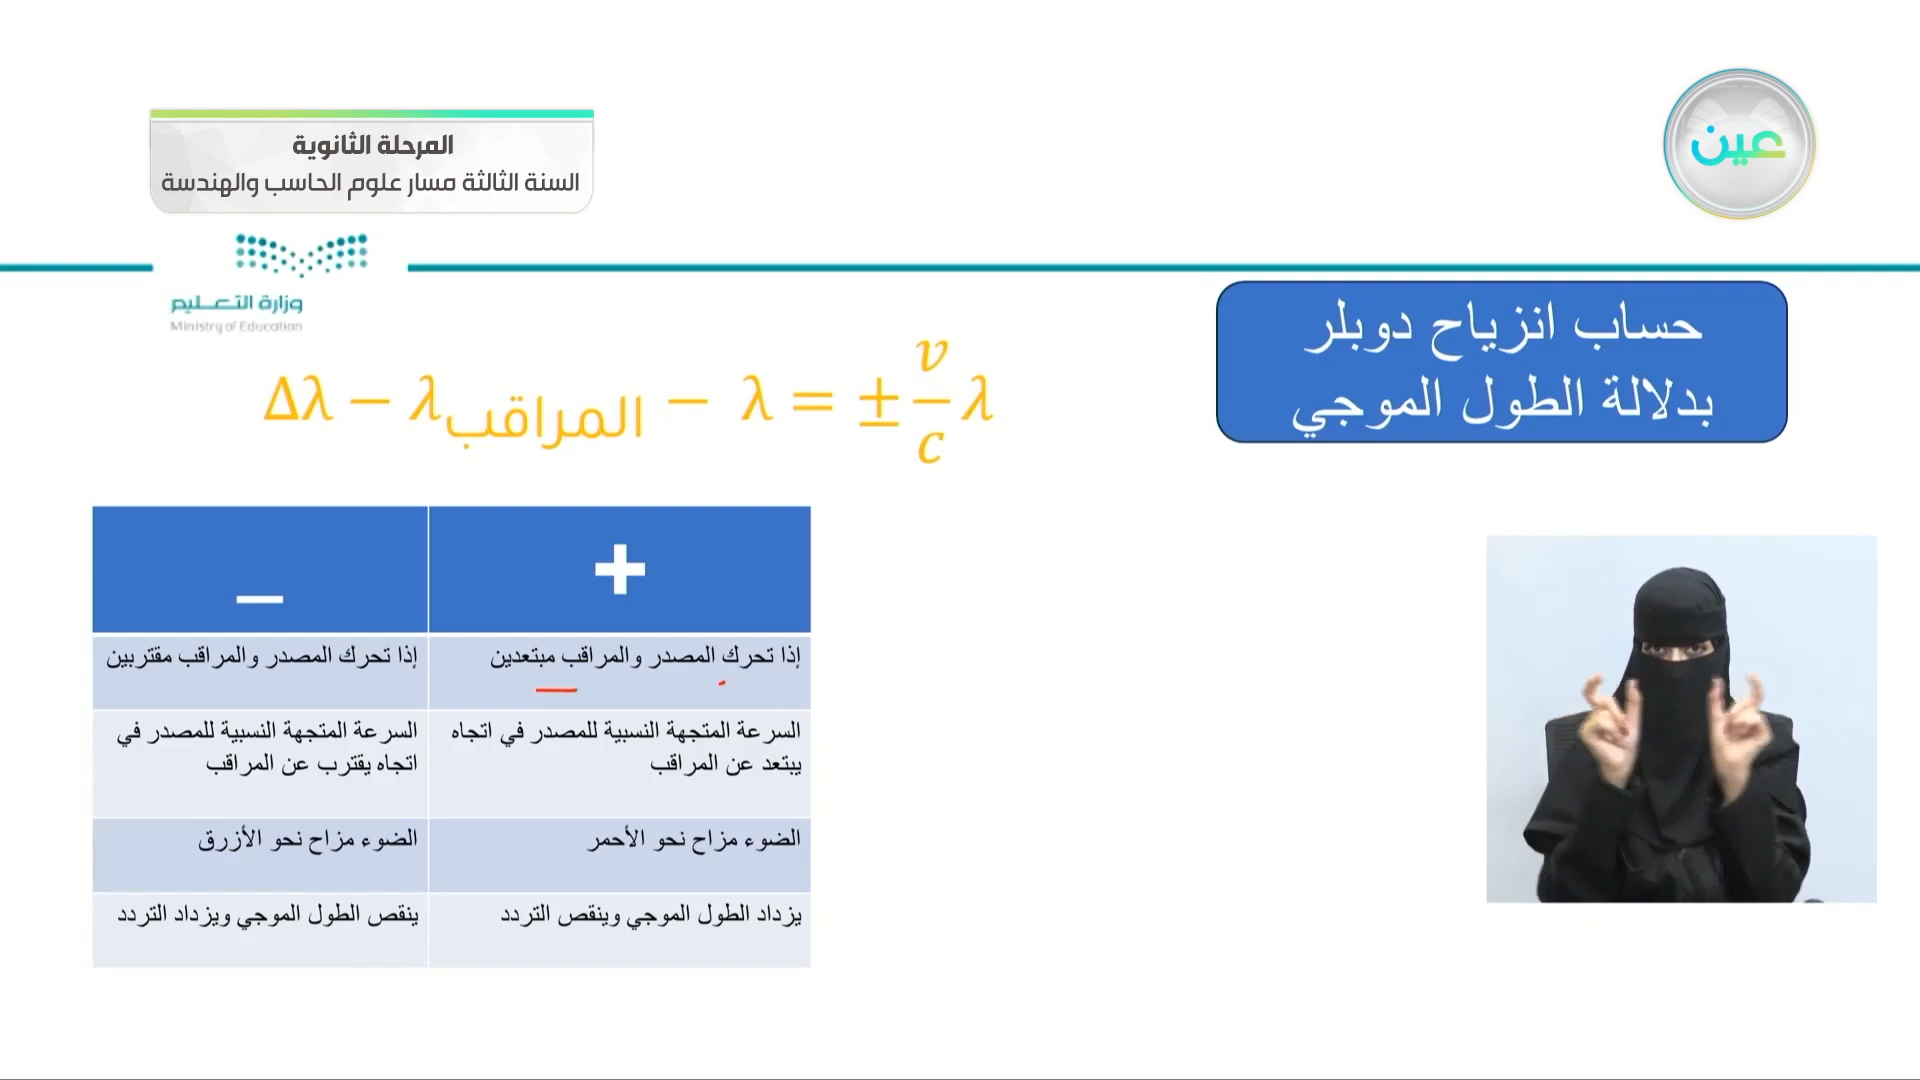 عين
المرحلة الثانوية
السنة الثالثة مسار علوم الحاسب والهندسة
وزارة التعـــليم
Ministry of Education
حساب انزياح دوبلر
بدلالة الطول الموجي
Δλ − λالمراقب − λ = ± v/c λ
+
_
إذا تحرك المصدر والمراقب مبتعدين
إذا تحرك المصدر والمراقب مقتربين
السرعة المتجهة النسبية للمصدر في اتجاه
يبتعد عن المراقب
السرعة المتجهة النسبية للمصدر في
اتجاه يقترب عن المراقب
الضوء مزاح نحو الأحمر
الضوء مزاح نحو الأزرق
يزداد الطول الموجي وينقص التردد
ينقص الطول الموجي ويزداد التردد